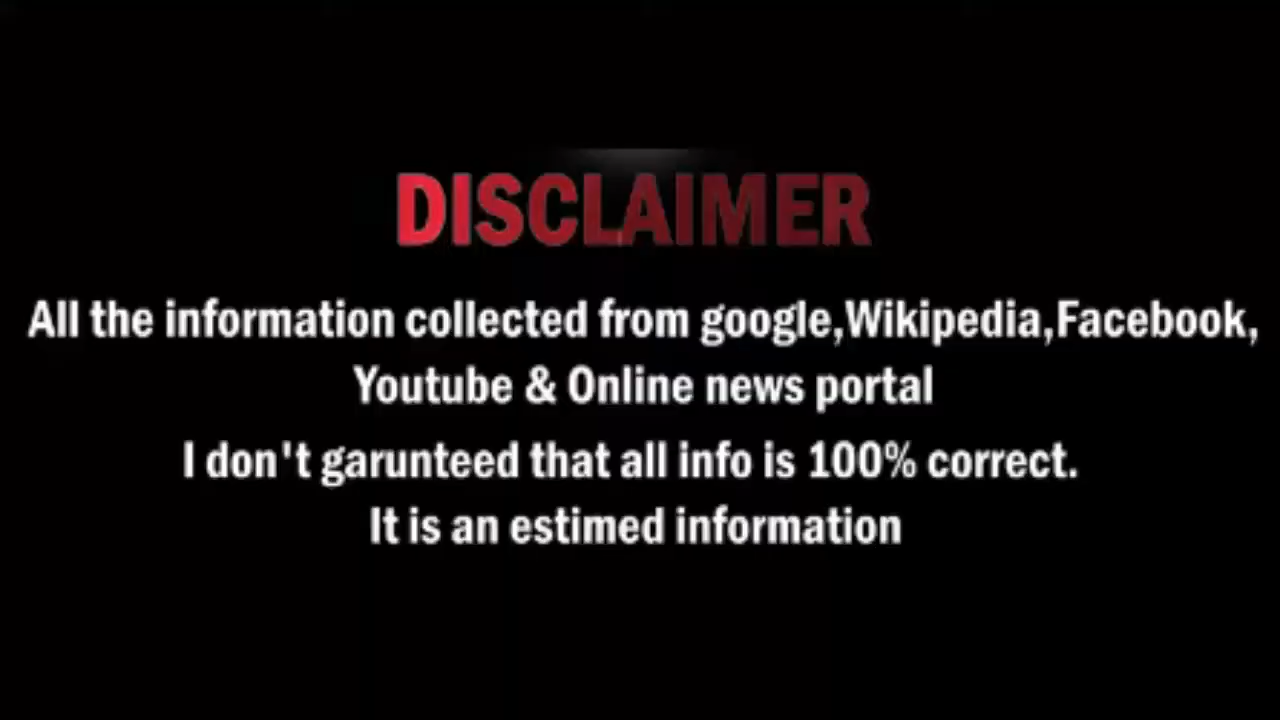 DISCLAIMER
All the information collected from google,Wikipedia,Facebook,
Youtube & Online news portal
I don't garunteed that all info is 100% correct.
It is an estimed information